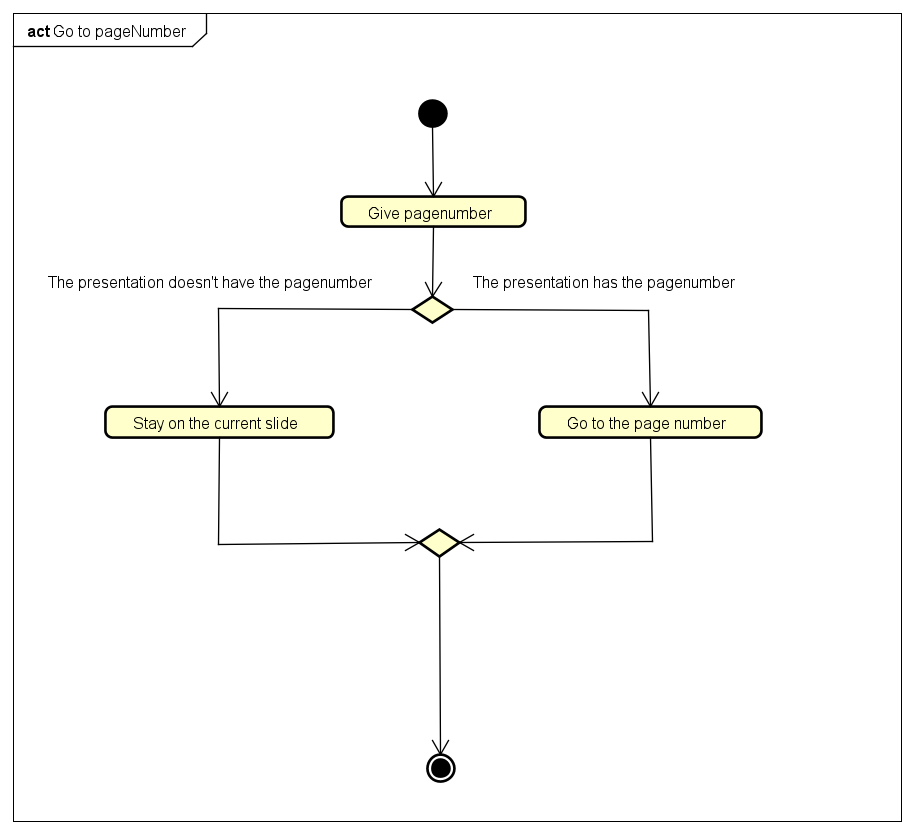 act Go to pageNumber
Give pagenumber
The presentation doesn't have the pagenumber
The presentation has the pagenumber
Stay on the current slide
Go to the page number